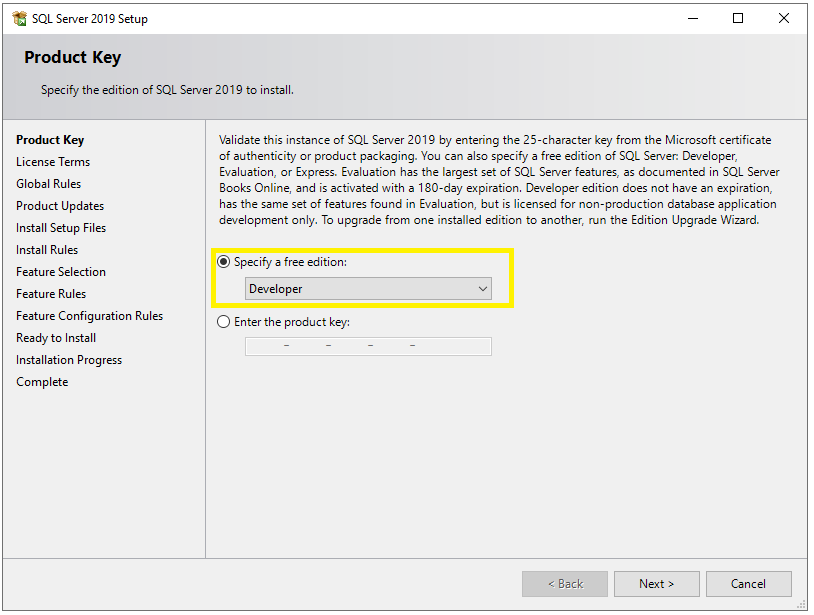 SQL Server 2019 Setup
Product Key
Specify the edition of SQL Server 2019 to install.
Product Key
License Terms
Global Rules
Product Updates
Install Setup Files
Install Rules
Feature Selection
Feature Rules
Feature Configuration Rules
Ready to Install
Installation Progress
Complete
Validate this instance of SQL Server 2019 by entering the 25-character key from the Microsoft certificate
of authenticity or product packaging. You can also specify a free edition of SQL Server: Developer,
Evaluation, or Express. Evaluation has the largest set of SQL Server features, as documented in SQL Server
Books Online, and is activated with a 180-day expiration. Developer edition does not have an expiration,
has the same set of features found in Evaluation, but is licensed for non-production database application
development only. To upgrade from one installed edition to another, run the Edition Upgrade Wizard.
Specify a free edition:
Developer
Enter the product key:
- - - -
< Back Next > Cancel